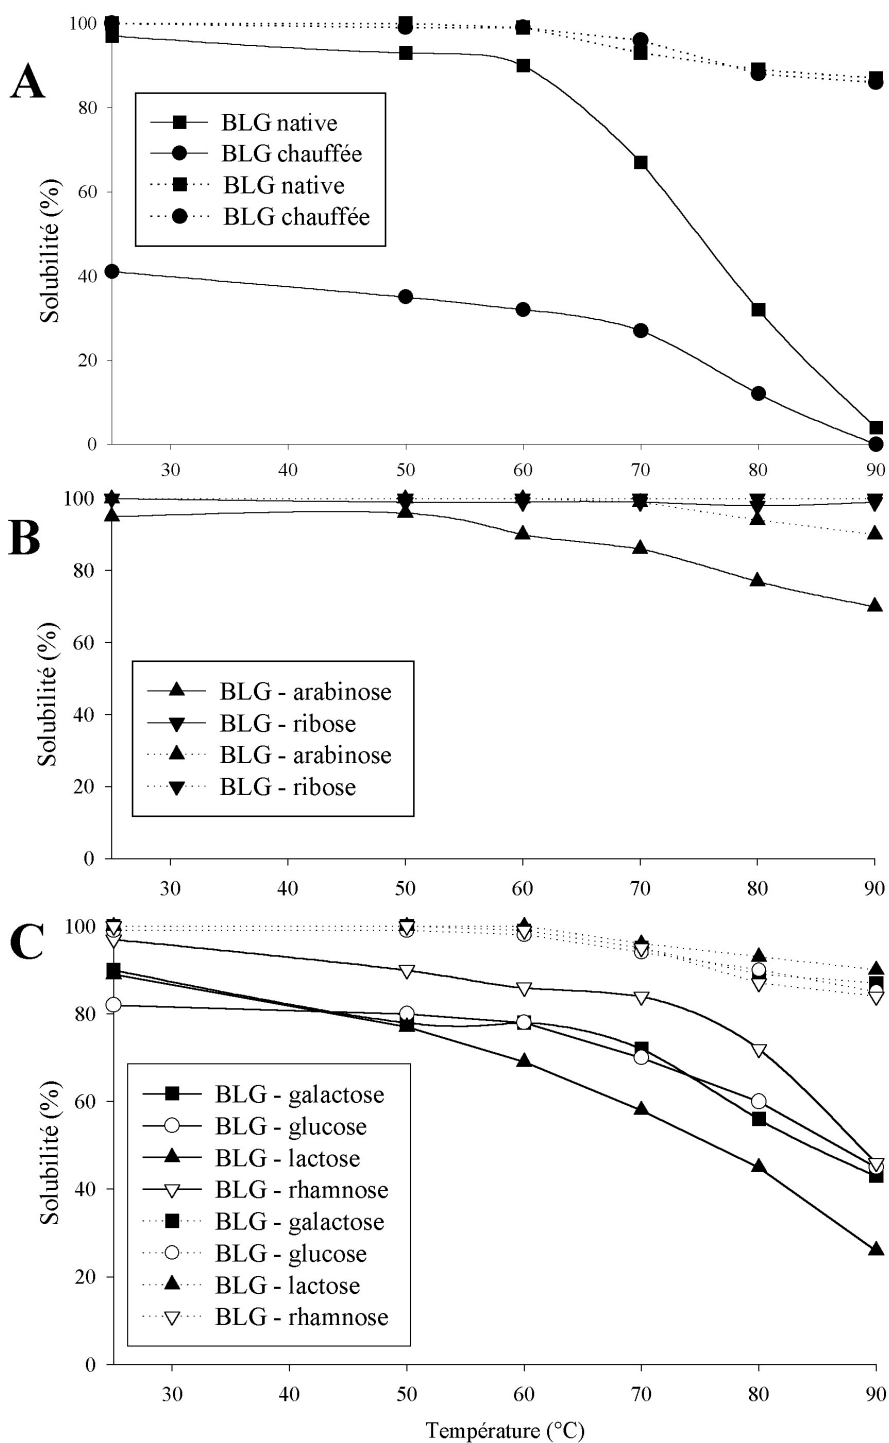 A
Solubilité (%)
100
80
60
40
20
0
BLG native
BLG chauffée
BLG native
BLG chauffée
30 40 50 60 70 80 90
B
Solubilité (%)
100
80
60
40
20
0
BLG - arabinose
BLG - ribose
BLG - arabinose
BLG - ribose
30 40 50 60 70 80 90
C
Solubilité (%)
100
80
60
40
20
0
BLG - galactose
BLG - glucose
BLG - lactose
BLG - rhamnose
BLG - galactose
BLG - glucose
BLG - lactose
BLG - rhamnose
30 40 50 60 70 80 90
Température (°C)